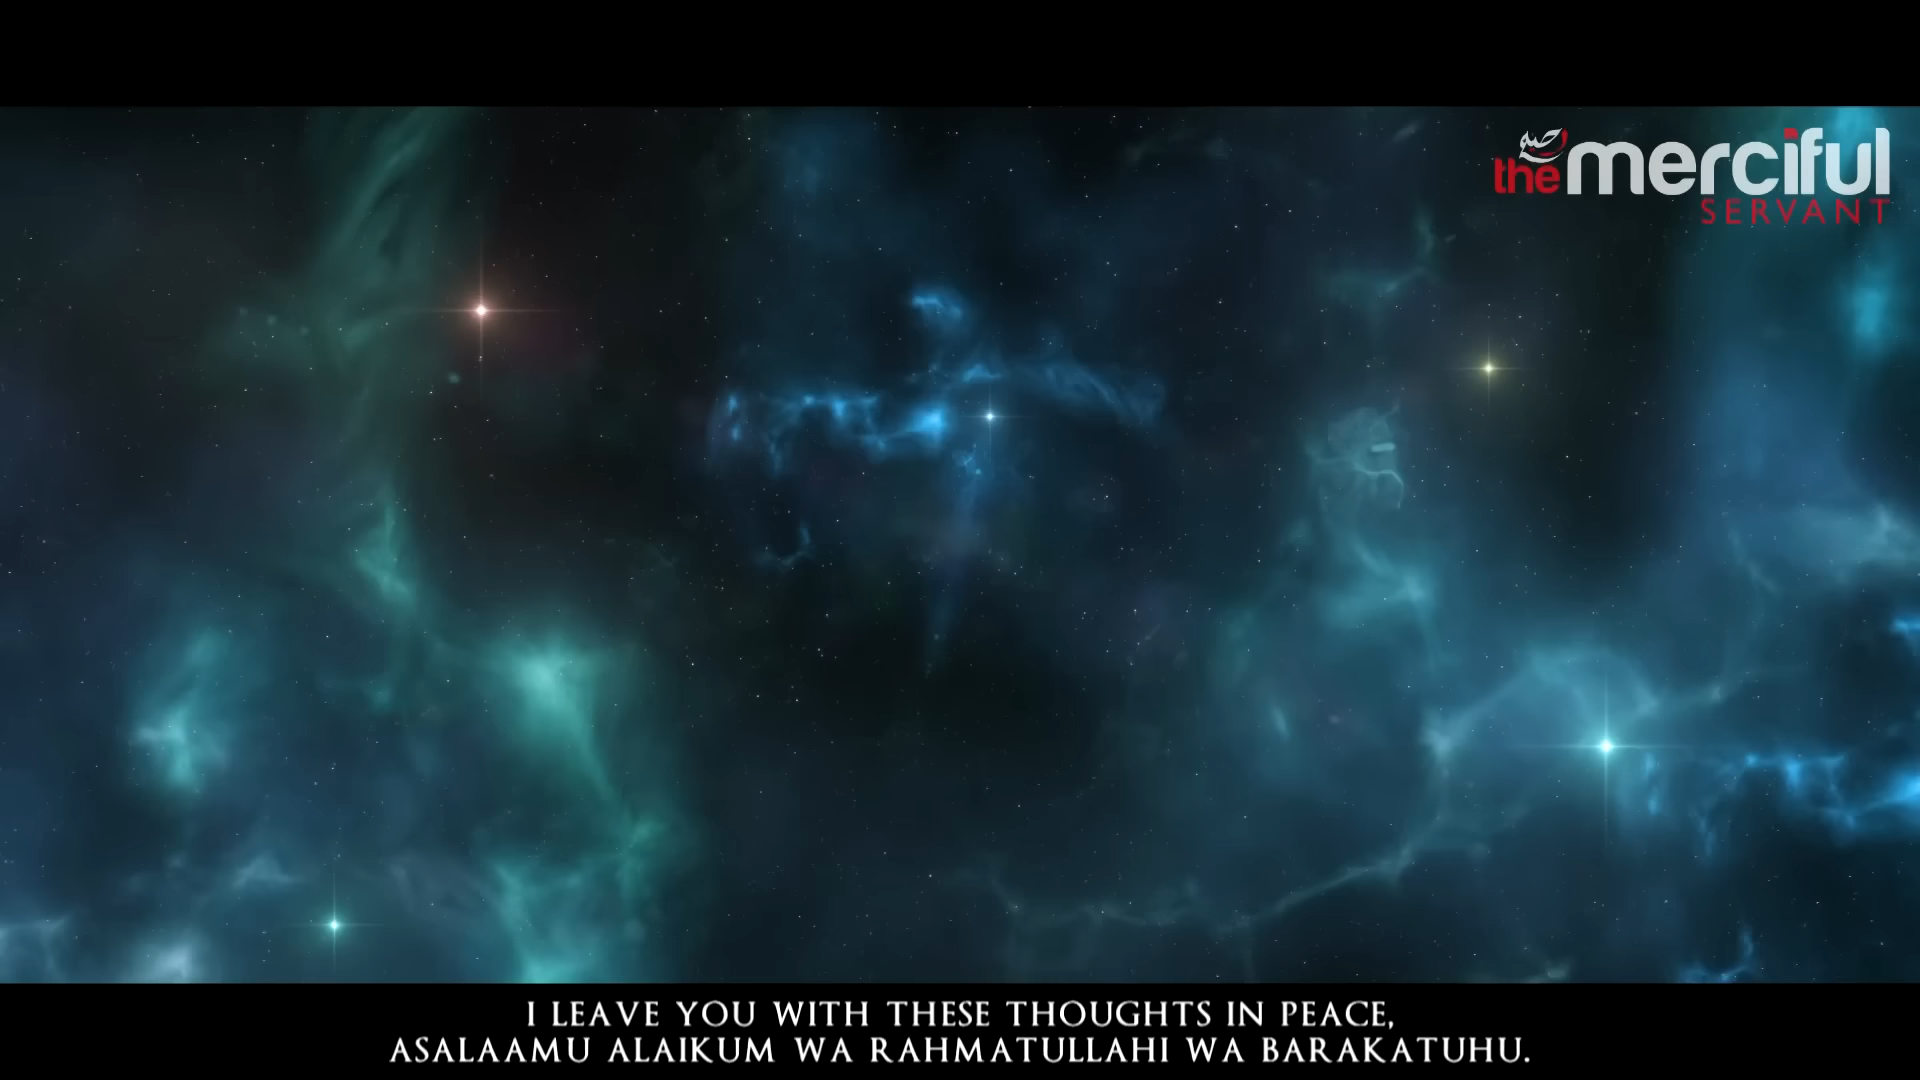 the merciful
SERVANT
I LEAVE YOU WITH THESE THOUGHTS IN PEACE,
ASALAAMU ALAIKUM WA RAHMATULLAHI WA BARAKATUHU.